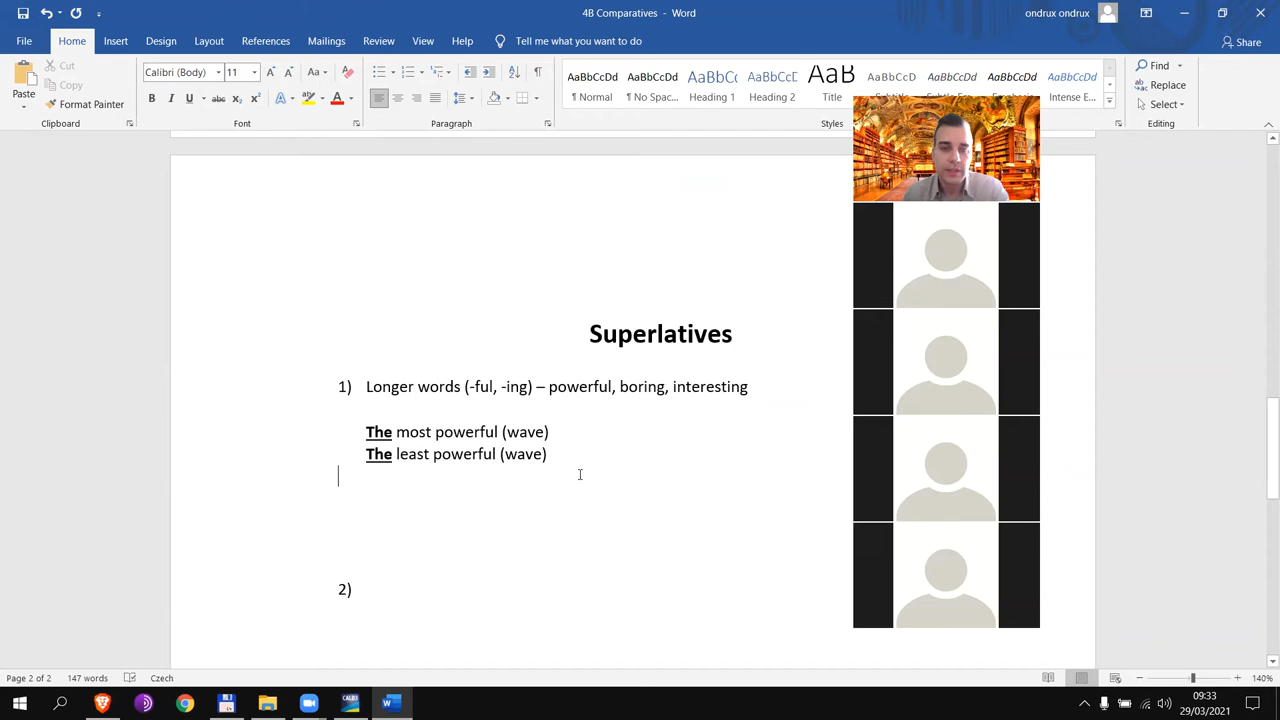 4B Comparatives - Word
ondrux ondrux
File Home Insert Design Layout References Mailings Review View Help Tell me what you want to do Share
Cut
Copy
Format Painter
Paste
Calibri (Body) 11
AaBbCcDd AaBbCcDd AaBbCc AaBbCcD AaB AaBbCcD AaBbCcDd AaBbCcDd AaBbCcDd
¶ Normal ¶ No Spac... Heading 1 Heading 2 Title
Intense E...
Find
Replace
Select
Clipboard Font Paragraph Styles Editing
Superlatives
1) Longer words (-ful, -ing) – powerful, boring, interesting
The most powerful (wave)
The least powerful (wave)
2)
Page 2 of 2 147 words Czech 140%
CALIB3
09:33
29/03/2021